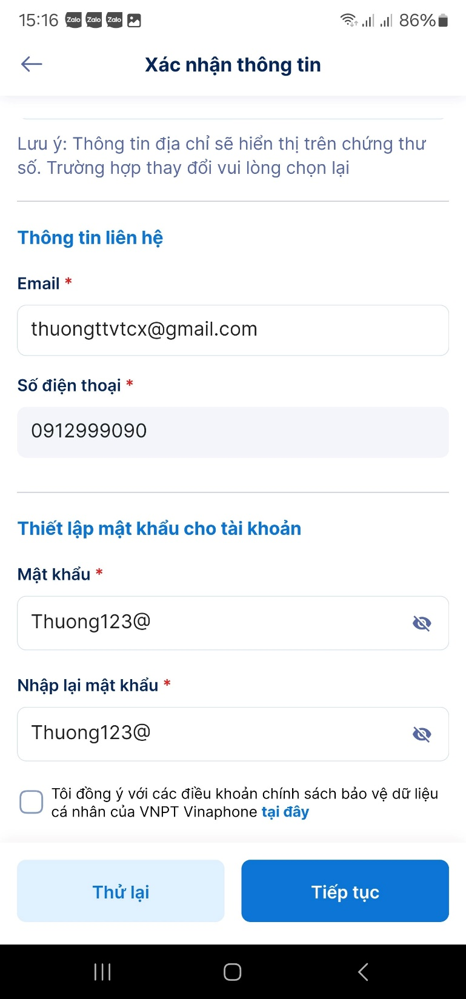 15:16 Zalo Zalo Zalo 86%
Xác nhận thông tin
Lưu ý: Thông tin địa chỉ sẽ hiển thị trên chứng thư
số. Trường hợp thay đổi vui lòng chọn lại
Thông tin liên hệ
Email *
thuongttvtcx@gmail.com
Số điện thoại *
0912999090
Thiết lập mật khẩu cho tài khoản
Mật khẩu *
Thuong123@
Nhập lại mật khẩu *
Thuong123@
Tôi đồng ý với các điều khoản chính sách bảo vệ dữ liệu
cá nhân của VNPT Vinaphone tại đây
Thử lại
Tiếp tục